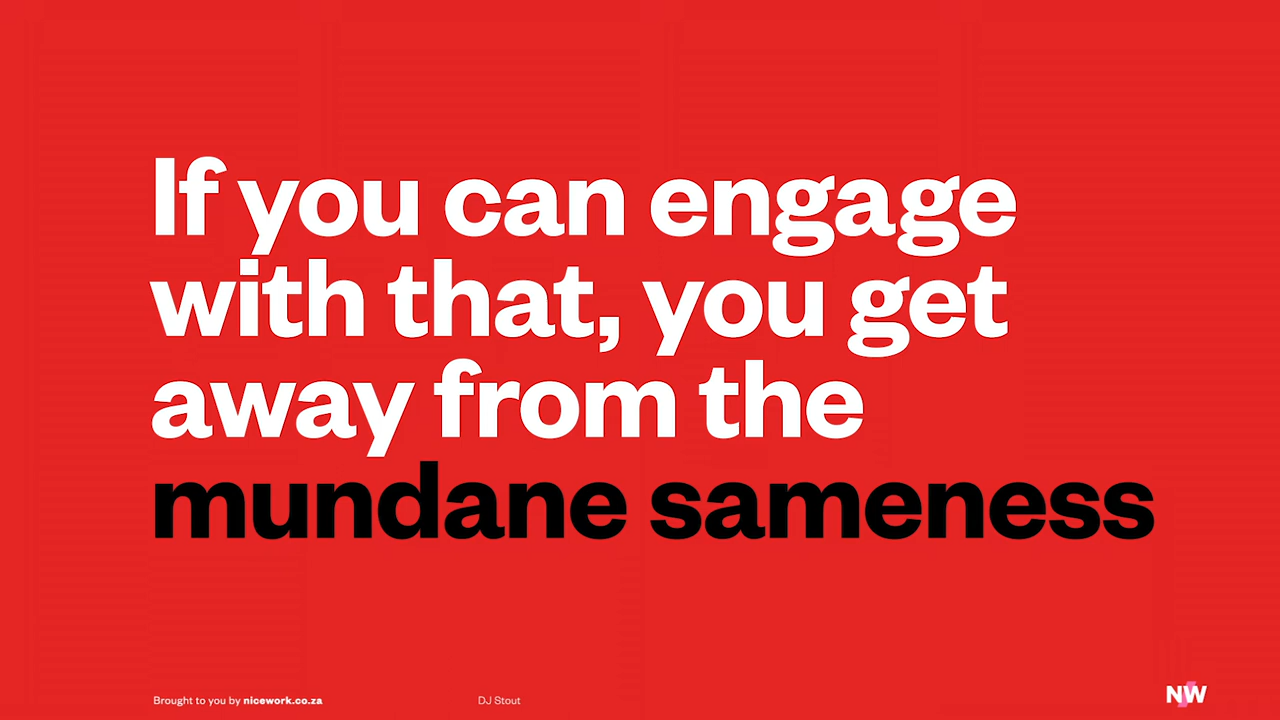 If you can engage
with that, you get
away from the
mundane sameness
Brought to you by nicework.co.za
DJ Stout
NW